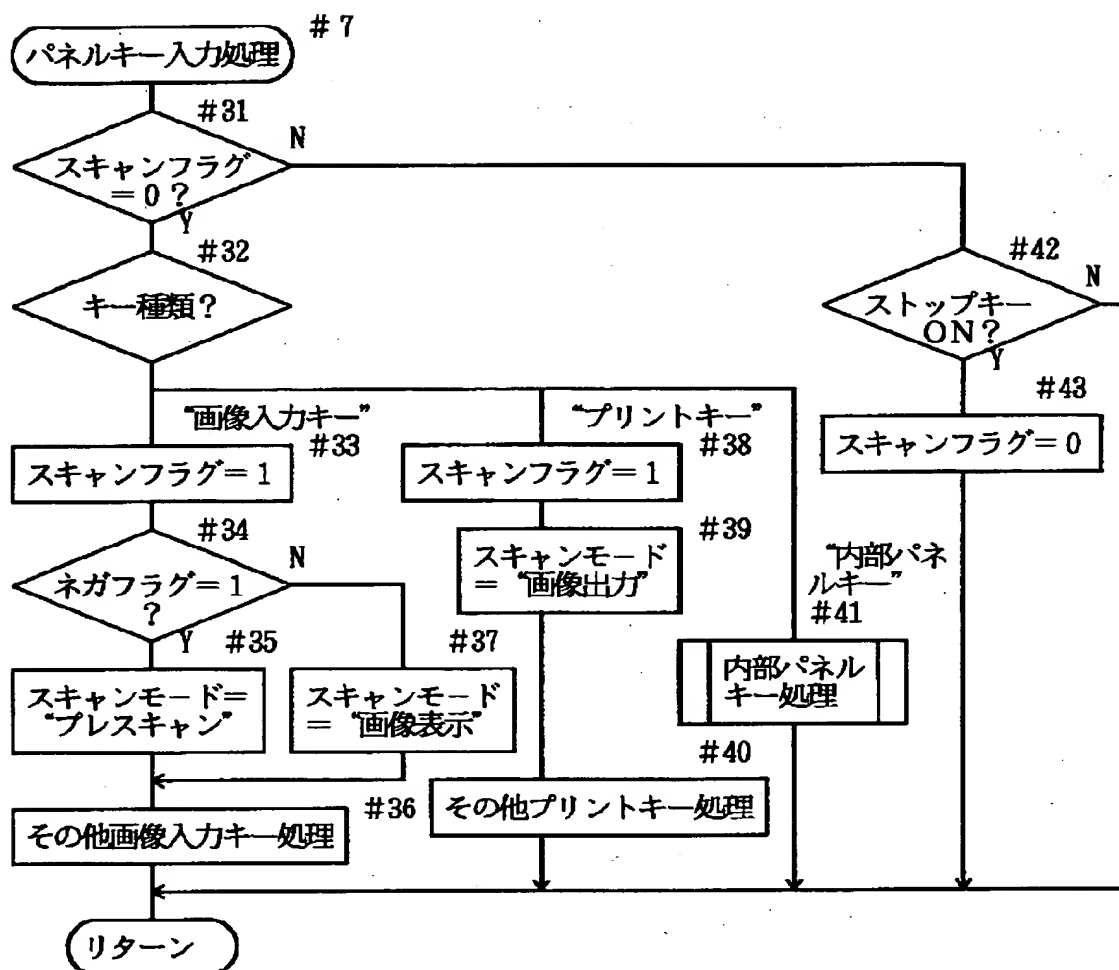 #7
パネルキー入力処理
#31
N
スキャンフラグ
=0?
Y
#32
キー種類?
#42
N
ストップキー
ON?
Y
#43
スキャンフラグ=0
“画像入力キー”
#33
スキャンフラグ=1
“プリントキー”
#38
スキャンフラグ=1
#39
スキャンモード
=“画像出力”
“内部パネ
ルキー”
#41
内部パネル
キー処理
#34
N
ネガフラグ=1
?
Y
#35
スキャンモード=
“プレスキャン”
#37
スキャンモード
=“画像表示”
#40
その他プリントキー処理
#36
その他画像入力キー処理
リターン